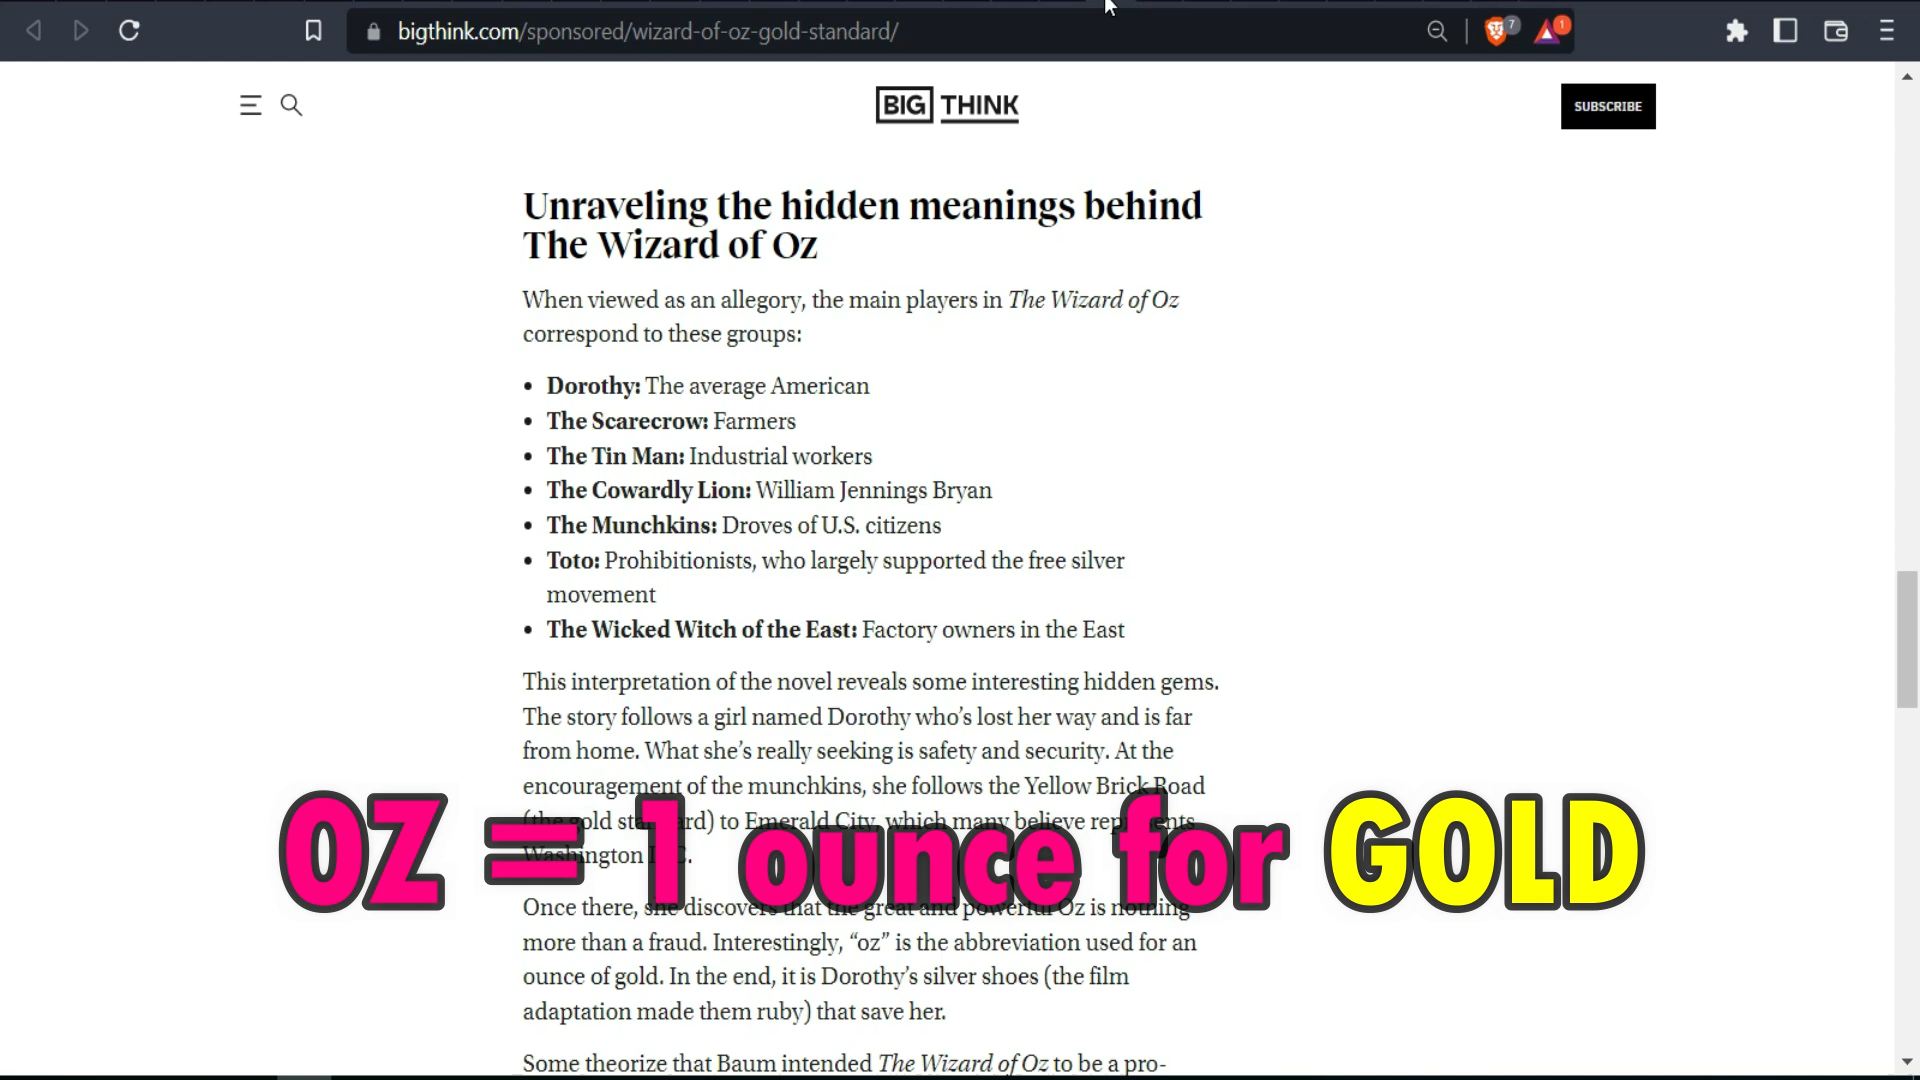 bigthink.com/sponsored/wizard-of-oz-gold-standard/
7
1
BIG THINK
SUBSCRIBE
Unraveling the hidden meanings behind
The Wizard of Oz
When viewed as an allegory, the main players in The Wizard of Oz
correspond to these groups:
• Dorothy: The average American
• The Scarecrow: Farmers
• The Tin Man: Industrial workers
• The Cowardly Lion: William Jennings Bryan
• The Munchkins: Droves of U.S. citizens
• Toto: Prohibitionists, who largely supported the free silver
movement
• The Wicked Witch of the East: Factory owners in the East
This interpretation of the novel reveals some interesting hidden gems.
The story follows a girl named Dorothy who's lost her way and is far
from home. What she's really seeking is safety and security. At the
encouragement of the munchkins, she follows the Yellow Brick Road
(the gold standard) to Emerald City, which many believe represents
Washington D.C.
OZ = 1 ounce for GOLD
Once there, she discovers that the great and powerful Oz is nothing
more than a fraud. Interestingly, “oz” is the abbreviation used for an
ounce of gold. In the end, it is Dorothy's silver shoes (the film
adaptation made them ruby) that save her.
Some theorize that Baum intended The Wizard of Oz to be a pro-